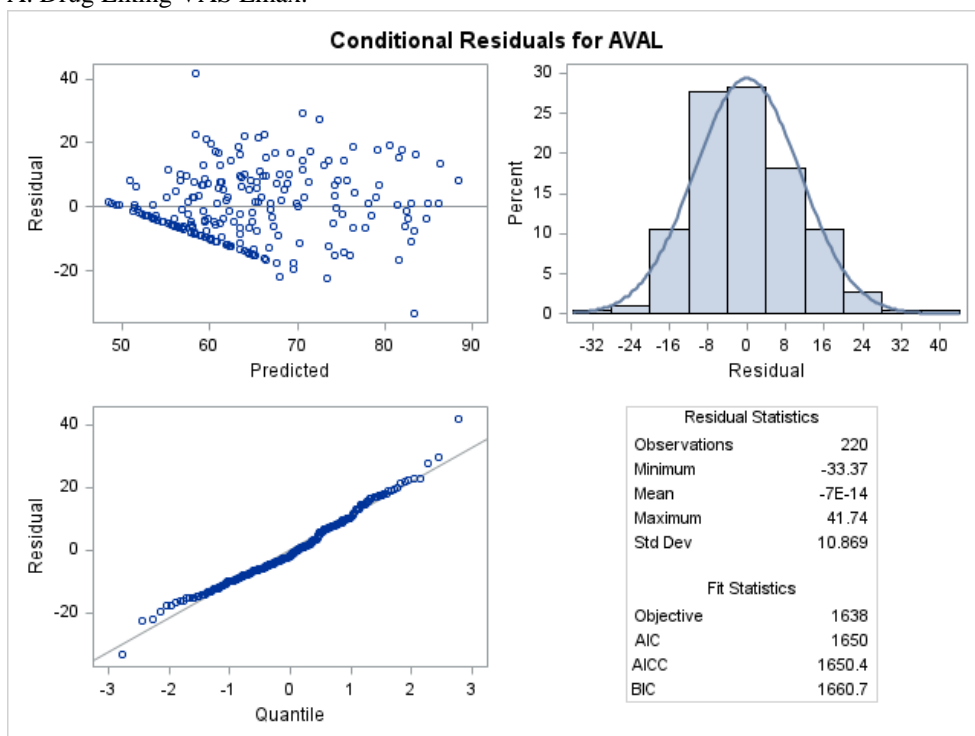 A. Drug Liking VAS Emax.
Conditional Residuals for AVAL
40
20
0
-20
Residual
50 60 70 80 90
Predicted
30
25
20
15
10
5
0
Percent
-32 -24 -16 -8 0 8 16 24 32 40
Residual
40
20
0
-20
Residual
-3 -2 -1 0 1 2 3
Quantile
Residual Statistics
Observations 220
Minimum -33.37
Mean -7E-14
Maximum 41.74
Std Dev 10.869
Fit Statistics
Objective 1638
AIC 1650
AICC 1650.4
BIC 1660.7